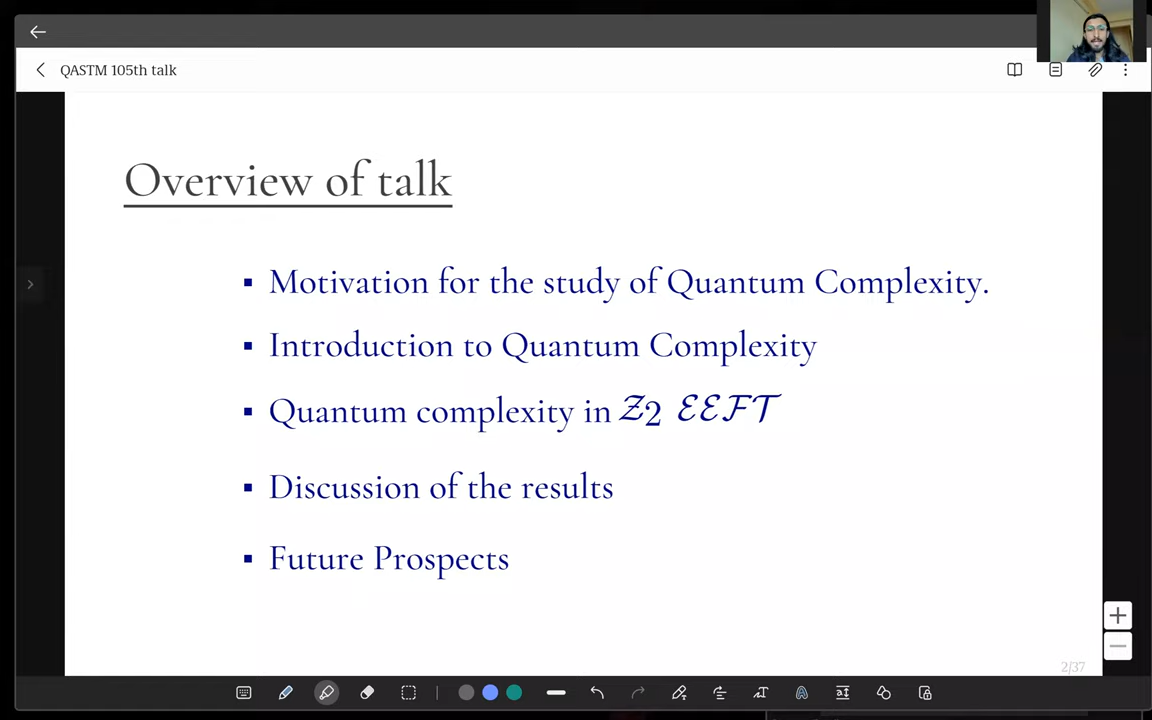 QASTM 105th talk
Overview of talk
▪ Motivation for the study of Quantum Complexity.
▪ Introduction to Quantum Complexity
▪ Quantum complexity in 𝒵2 ℰℰℱ𝒯
▪ Discussion of the results
▪ Future Prospects
2/37